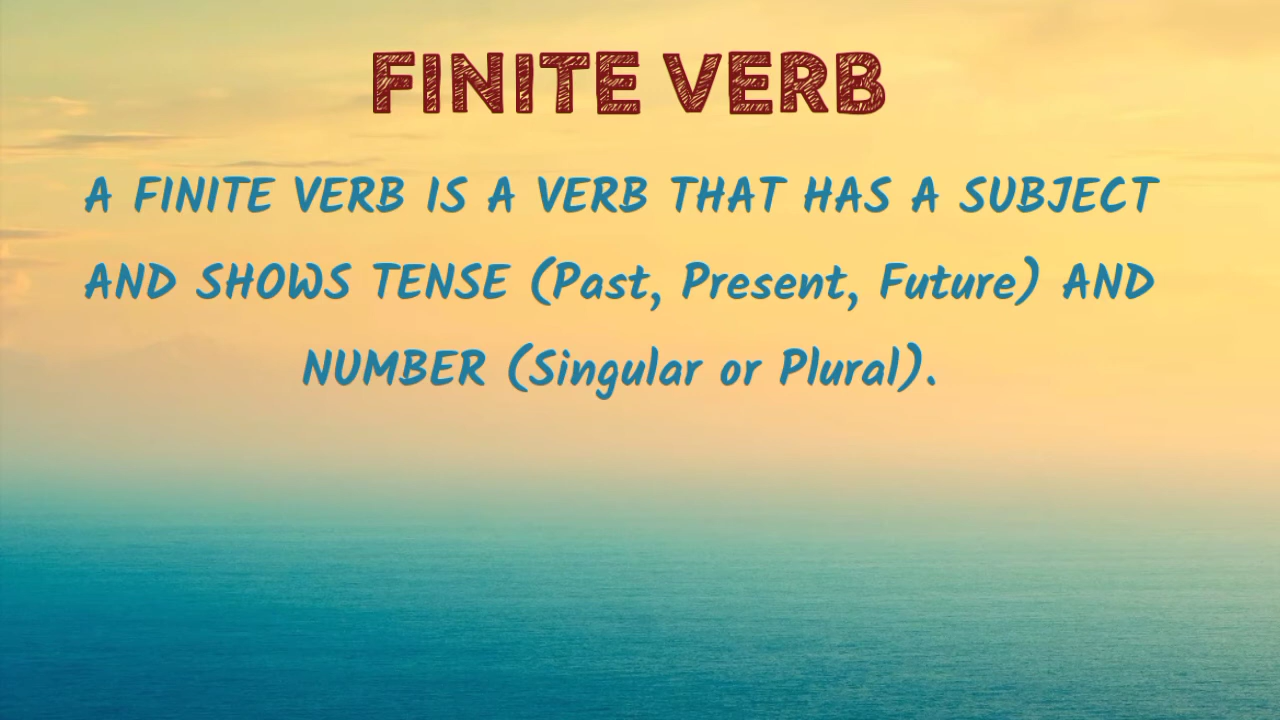 FINITE VERB
A FINITE VERB IS A VERB THAT HAS A SUBJECT
AND SHOWS TENSE (Past, Present, Future) AND
NUMBER (Singular or Plural).